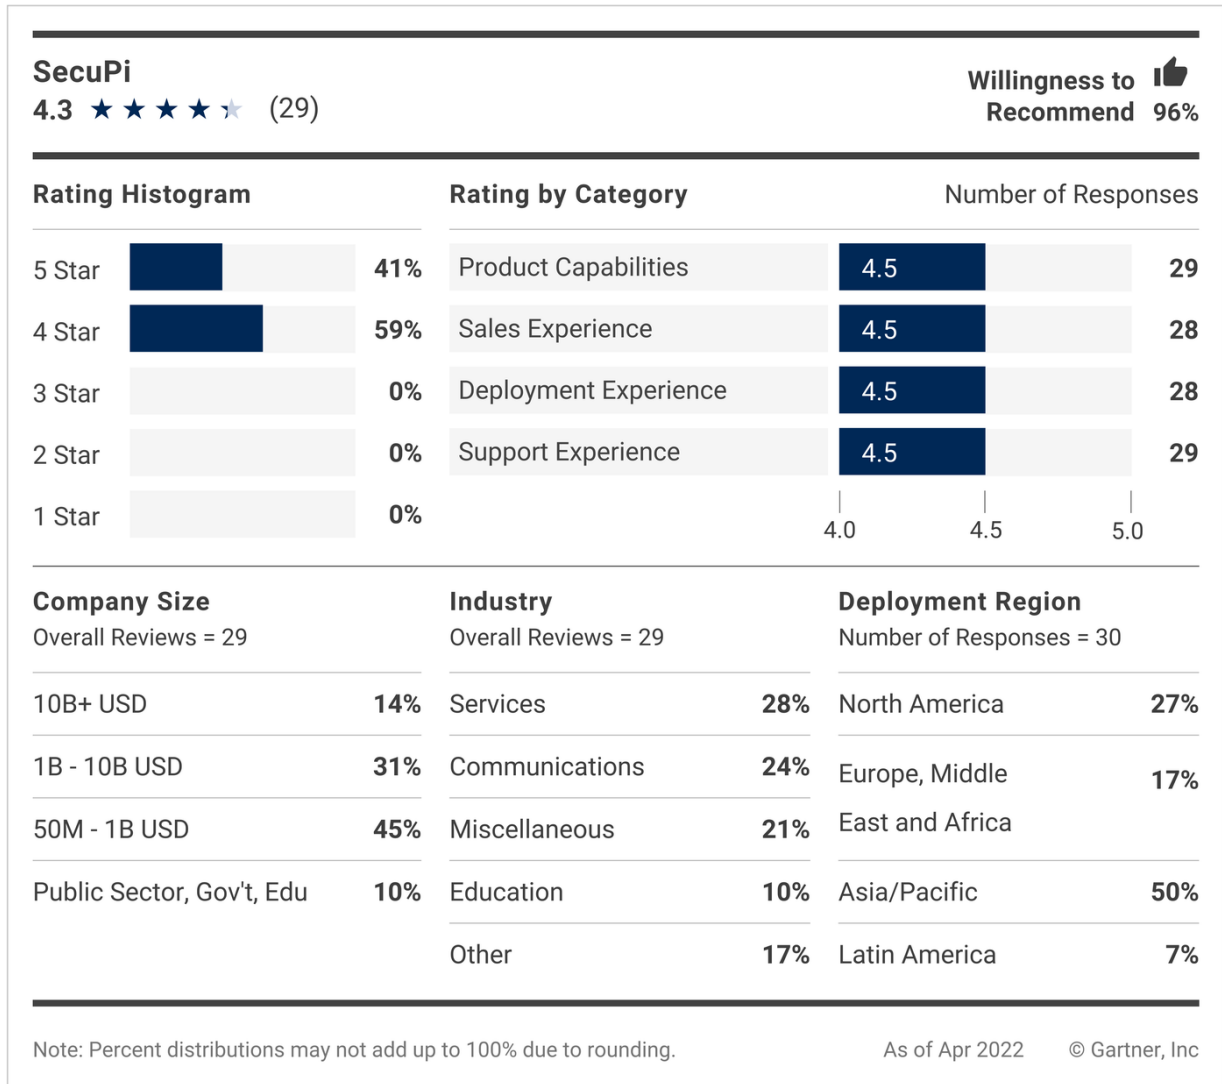 SecuPi
4.3 ★ ★ ★ ★ ★ (29)
Willingness to
Recommend 96%
Rating Histogram
5 Star 41%
4 Star 59%
3 Star 0%
2 Star 0%
1 Star 0%
Rating by Category Number of Responses
Product Capabilities 4.5 29
Sales Experience 4.5 28
Deployment Experience 4.5 28
Support Experience 4.5 29
4.0 4.5 5.0
Company Size
Overall Reviews = 29
10B+ USD 14%
1B - 10B USD 31%
50M - 1B USD 45%
Public Sector, Gov't, Edu 10%
Industry
Overall Reviews = 29
Services 28%
Communications 24%
Miscellaneous 21%
Education 10%
Other 17%
Deployment Region
Number of Responses = 30
North America 27%
Europe, Middle 17%
East and Africa
Asia/Pacific 50%
Latin America 7%
Note: Percent distributions may not add up to 100% due to rounding. As of Apr 2022 © Gartner, Inc